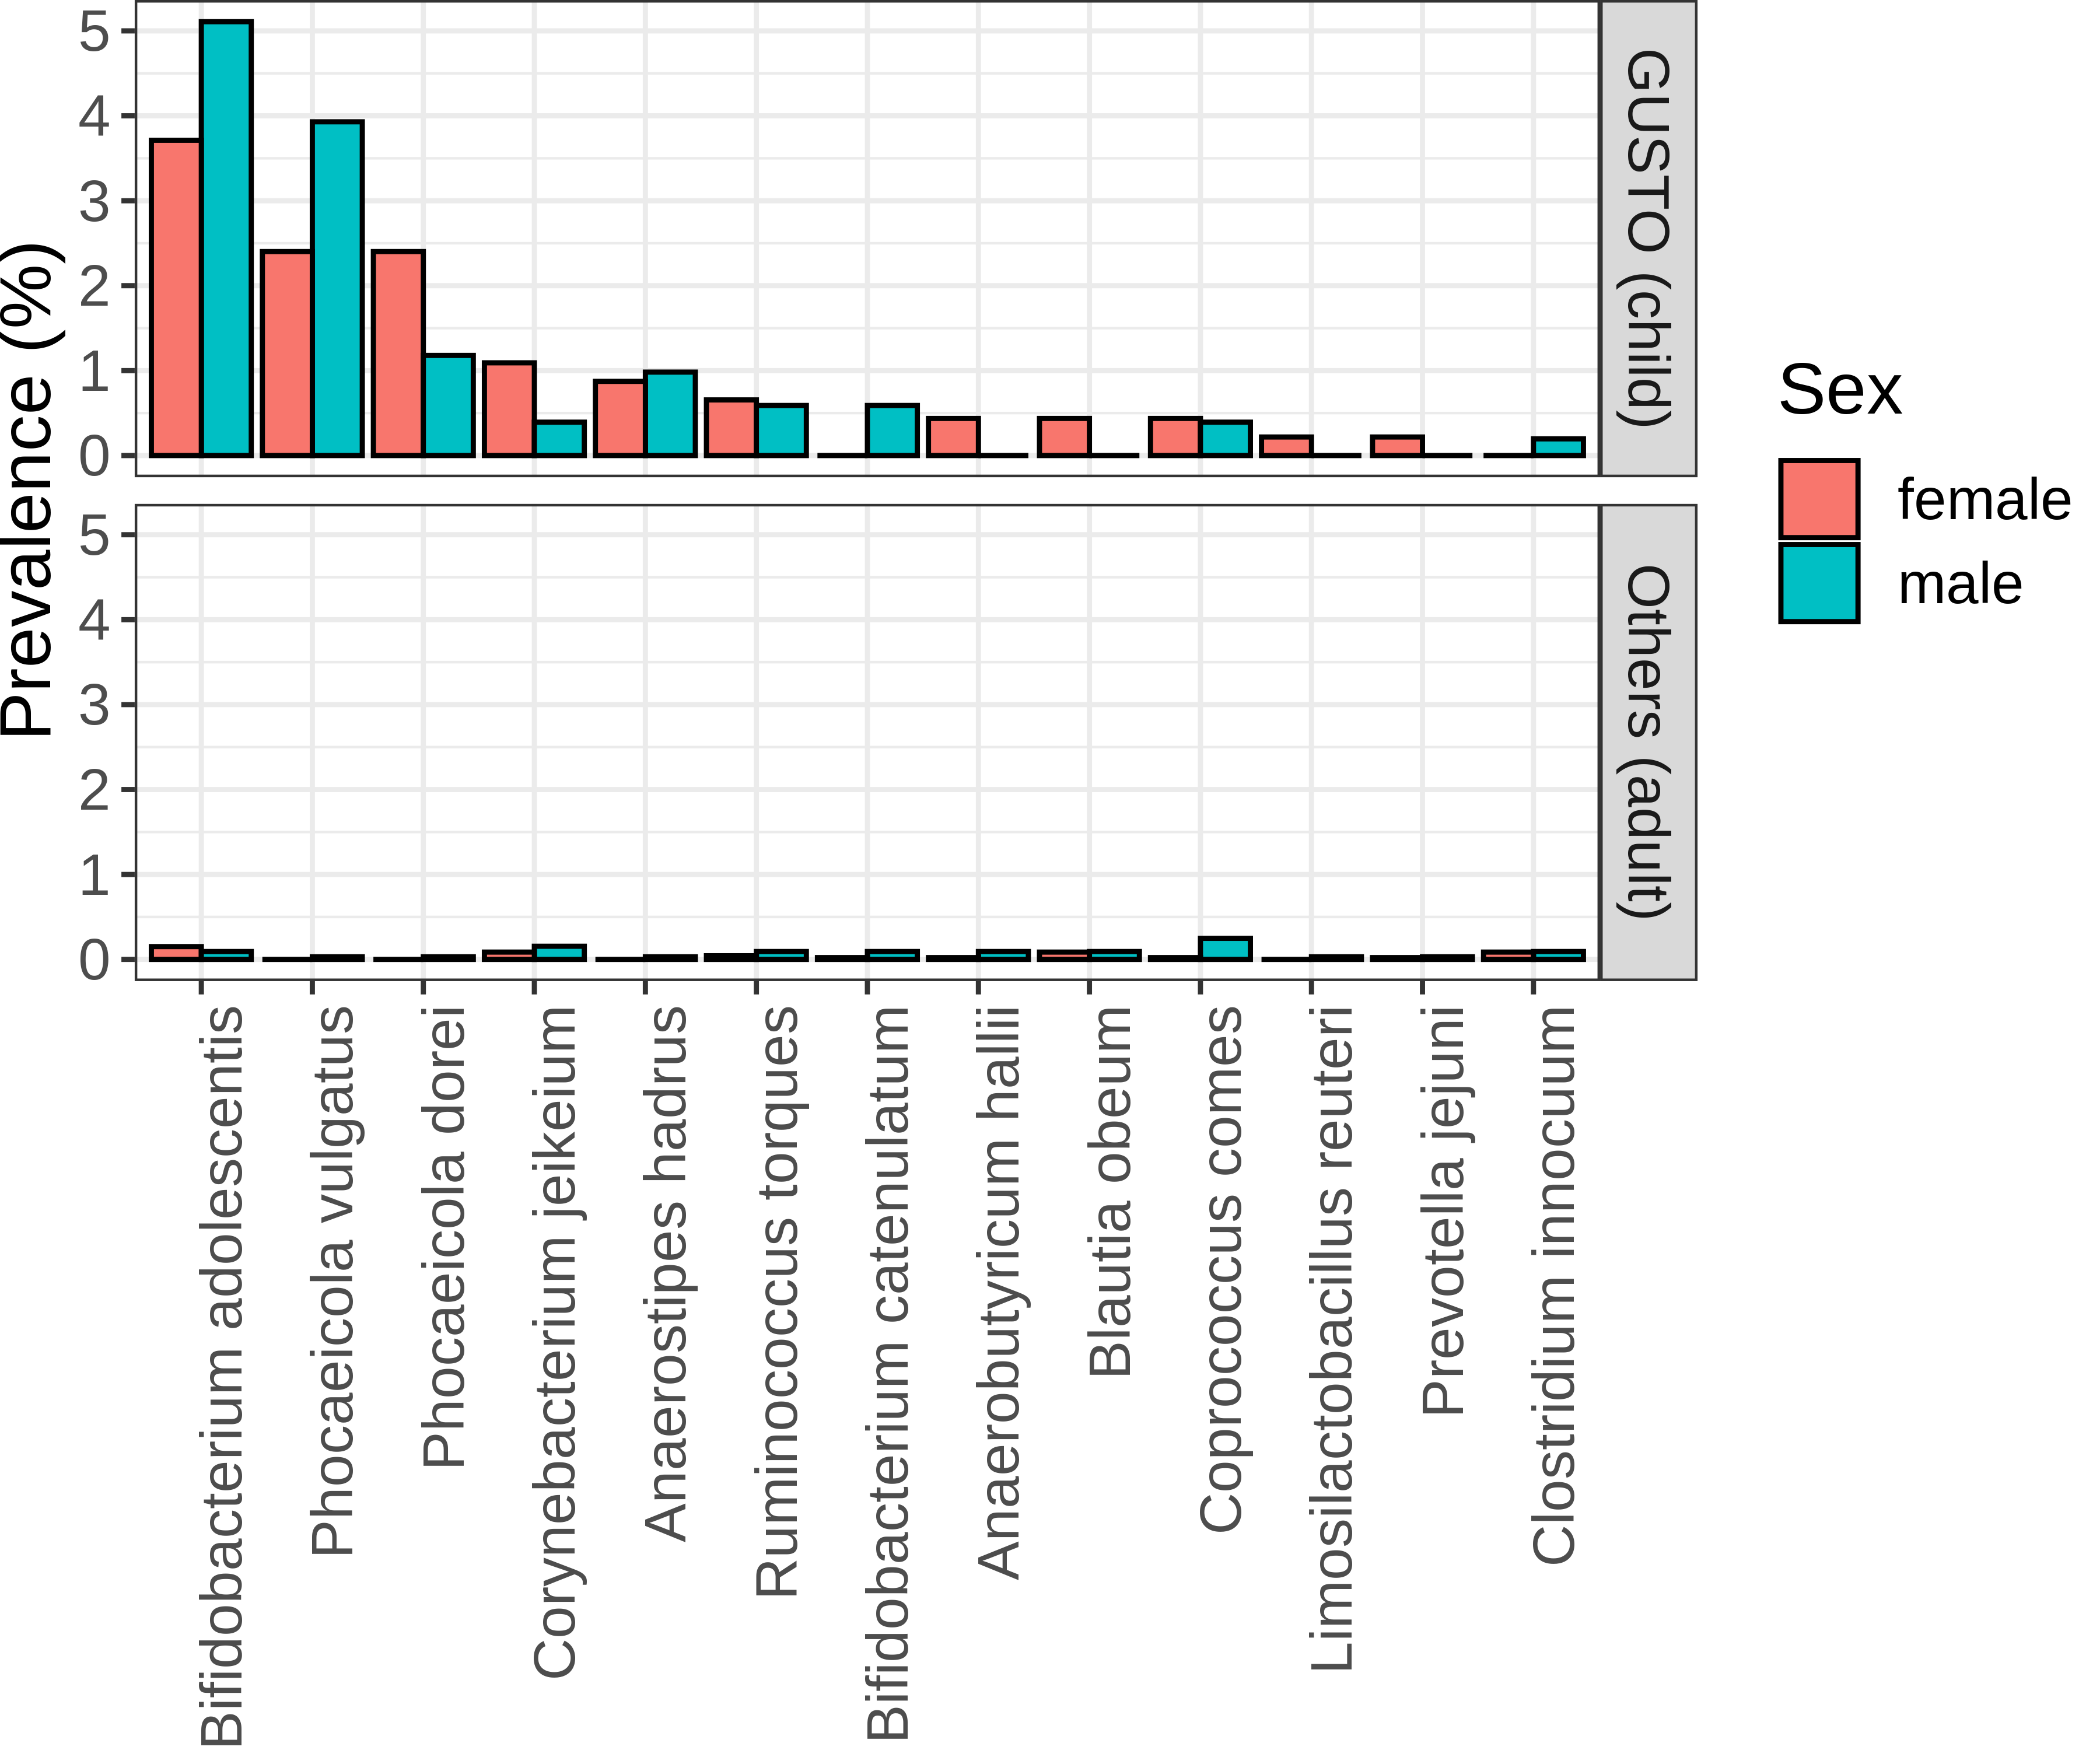 Prevalence (%)
5
4
3
2
1
0
GUSTO (child)
5
4
3
2
1
0
Others (adult)
Bifidobacterium adolescentis
Phocaeicola vulgatus
Phocaeicola dorei
Corynebacterium jeikeium
Anaerostipes hadrus
Ruminococcus torques
Bifidobacterium catenulatum
Anaerobutyricum hallii
Blautia obeum
Coprococcus comes
Limosilactobacillus reuteri
Prevotella jejuni
Clostridium innocuum
Sex
female
male